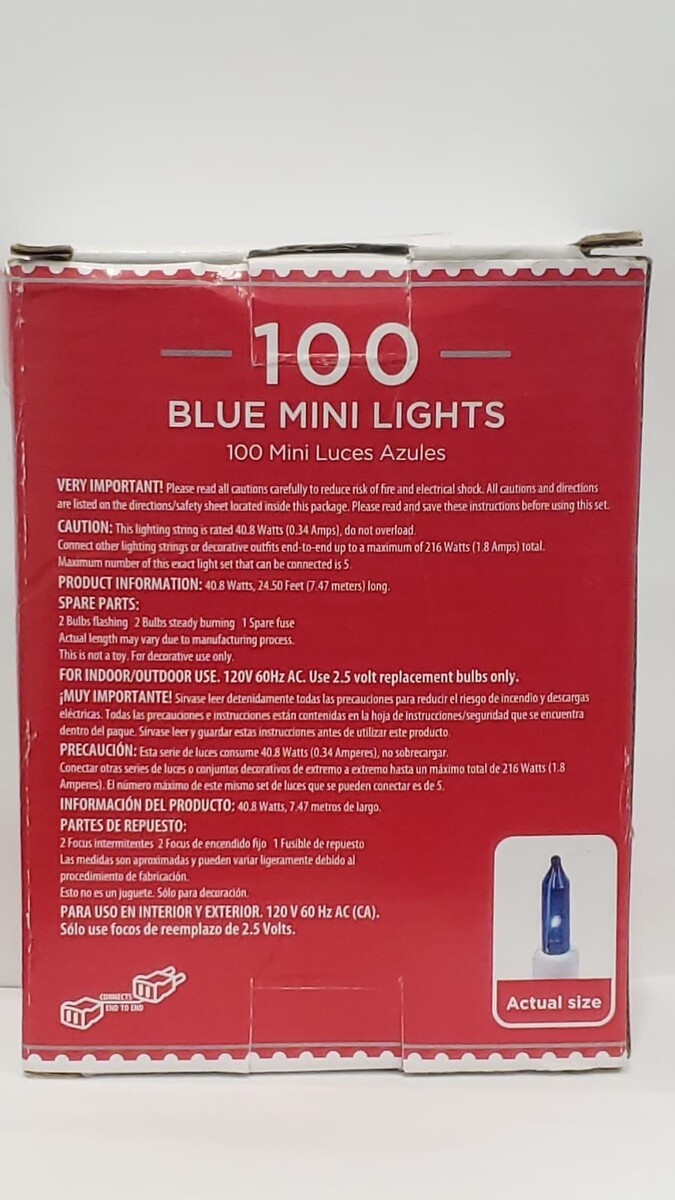 100
BLUE MINI LIGHTS
100 Mini Luces Azules
VERY IMPORTANT! Please read all cautions carefully to reduce risk of fire and electrical shock. All cautions and directions
are listed on the directions/safety sheet located inside this package. Please read and save these instructions before using this set.
CAUTION: This lighting string is rated 40.8 Watts (0.34 Amps), do not overload.
Connect other lighting strings or decorative outfits end-to-end up to a maximum of 216 Watts (1.8 Amps) total.
Maximum number of this exact light set that can be connected is 5.
PRODUCT INFORMATION: 40.8 Watts, 24.50 Feet (7.47 meters) long.
SPARE PARTS:
2 Bulbs flashing 2 Bulbs steady burning 1 Spare fuse
Actual length may vary due to manufacturing process.
This is not a toy. For decorative use only.
FOR INDOOR/OUTDOOR USE. 120V 60Hz AC. Use 2.5 volt replacement bulbs only.
¡MUY IMPORTANTE! Sírvase leer detenidamente todas las precauciones para reducir el riesgo de incendio y descargas
eléctricas. Todas las precauciones e instrucciones están contenidas en la hoja de instrucciones/seguridad que se encuentra
dentro del paque. Sírvase leer y guardar estas instrucciones antes de utilizar este producto.
PRECAUCIÓN: Esta serie de luces consume 40.8 Watts (0.34 Amperes), no sobrecargar.
Conectar otras series de luces o conjuntos decorativos de extremo a extremo hasta un máximo total de 216 Watts (1.8
Amperes). El número máximo de este mismo set de luces que se pueden conectar es de 5.
INFORMACIÓN DEL PRODUCTO: 40.8 Watts, 7.47 metros de largo.
PARTES DE REPUESTO:
2 Focus intermitentes 2 Focus de encendido fijo 1 Fusible de repuesto
Las medidas son aproximadas y pueden variar ligeramente debido al
procedimiento de fabricación.
Esto no es un juguete. Sólo para decoración.
PARA USO EN INTERIOR Y EXTERIOR. 120 V 60 Hz AC (CA).
Sólo use focos de reemplazo de 2.5 Volts.
CONNECTS
END TO END
Actual size